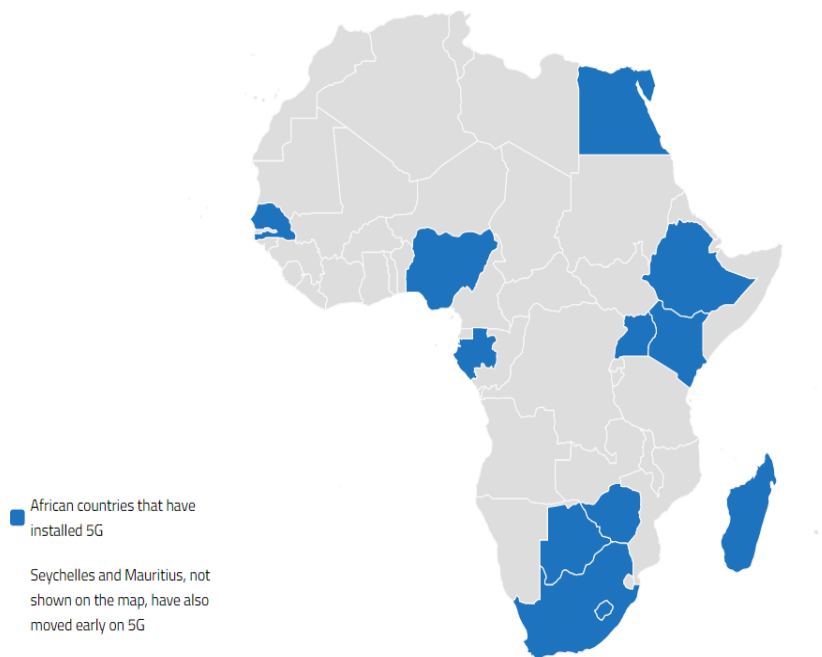 African countries that have
installed 5G
Seychelles and Mauritius, not
shown on the map, have also
moved early on 5G